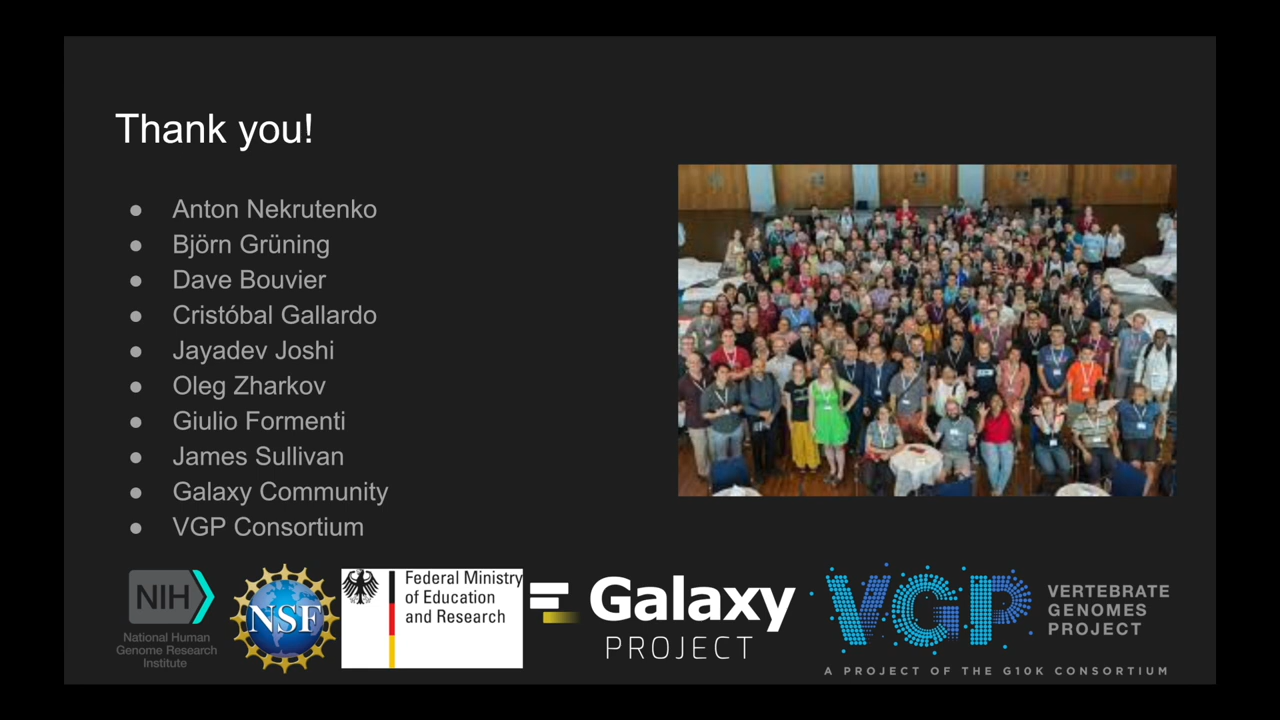 Thank you!
● Anton Nekrutenko
● Björn Grüning
● Dave Bouvier
● Cristóbal Gallardo
● Jayadev Joshi
● Oleg Zharkov
● Giulio Formenti
● James Sullivan
● Galaxy Community
● VGP Consortium
NIH
National Human
Genome Research
Institute
NSF
Federal Ministry
of Education
and Research
Galaxy
PROJECT
VGP
VERTEBRATE
GENOMES
PROJECT
A PROJECT OF THE G10K CONSORTIUM